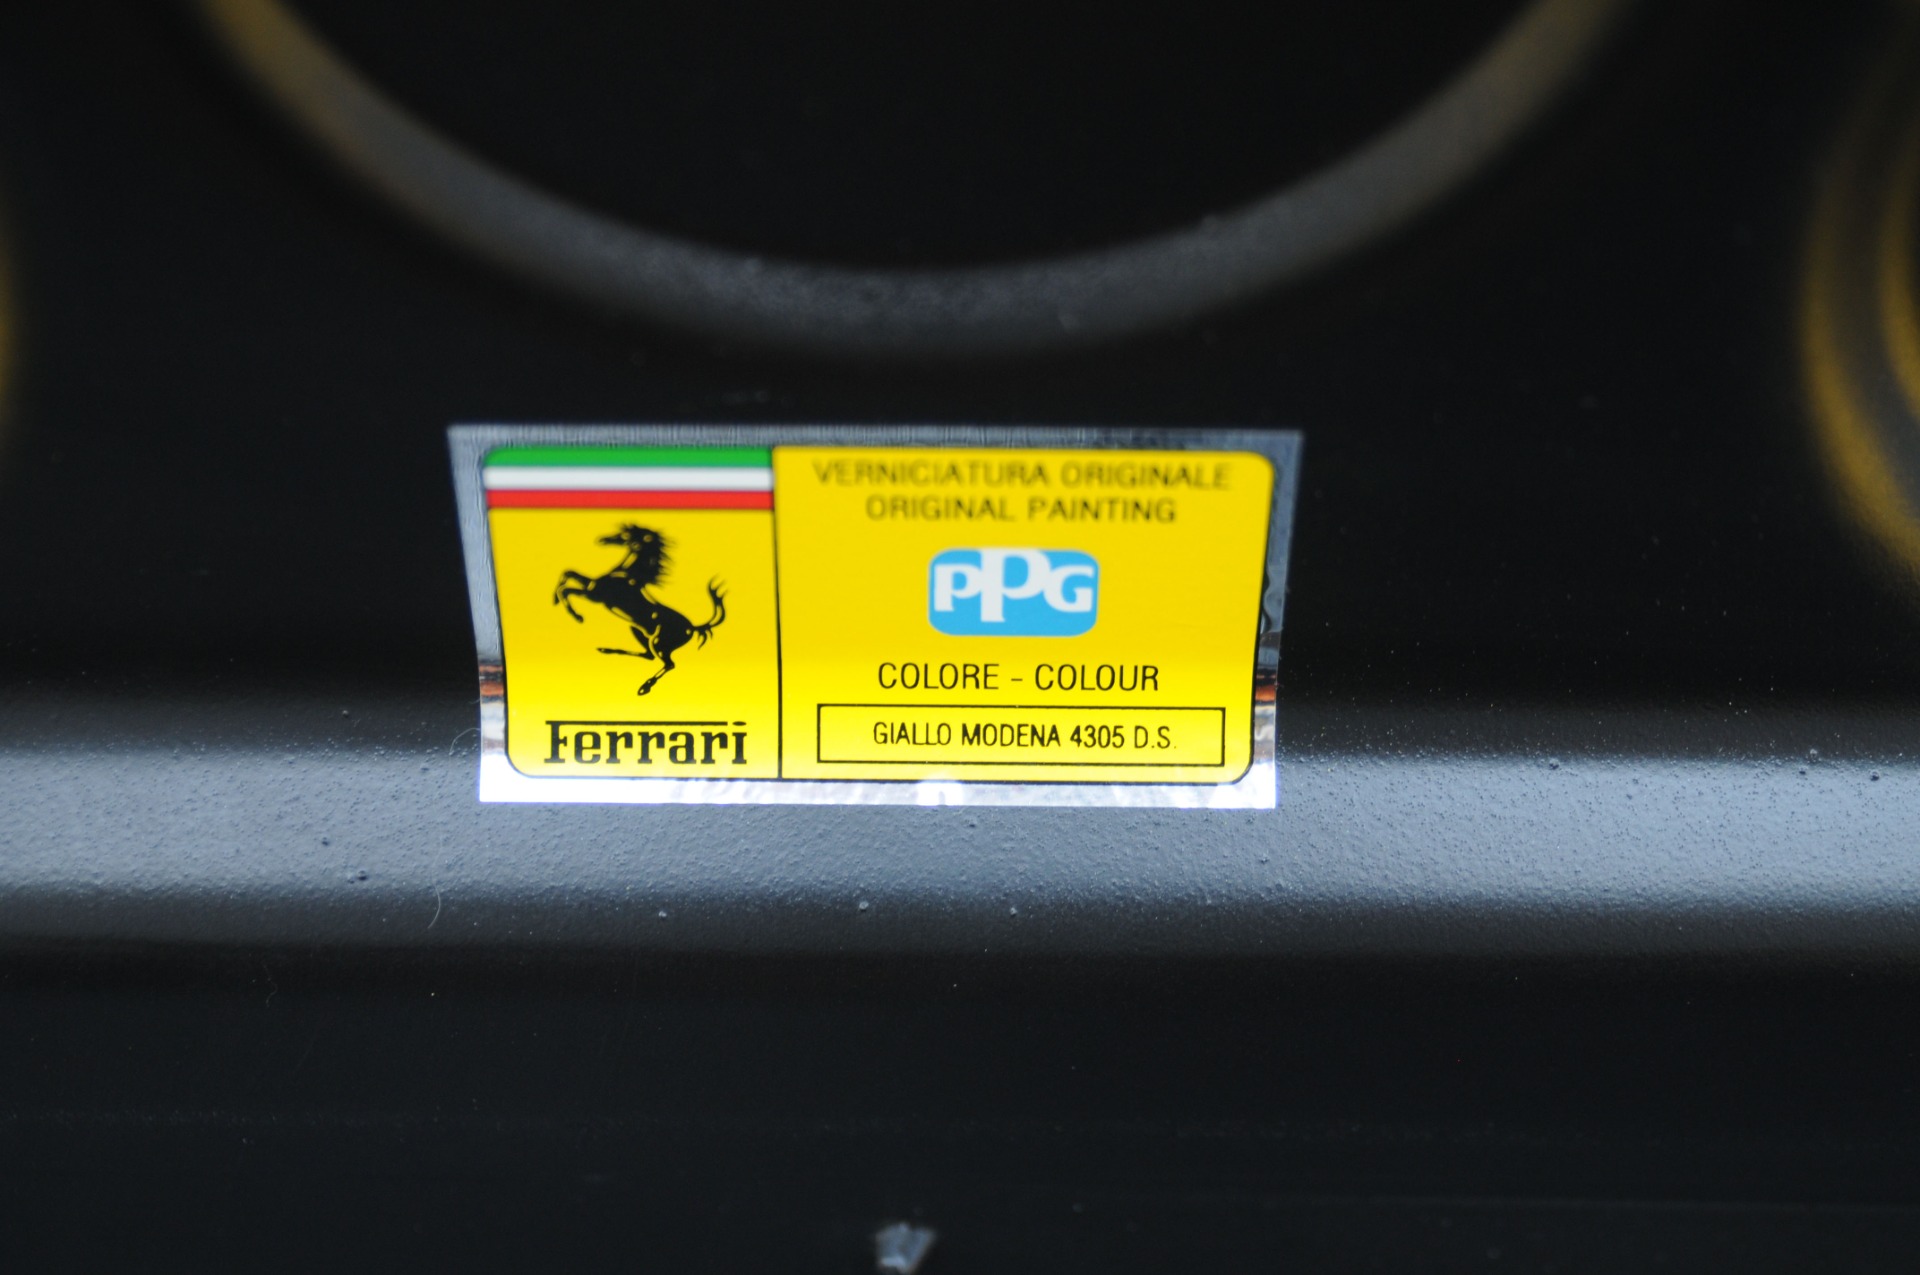 VERNICIATURA ORIGINALE
ORIGINAL PAINTING
PPG
COLORE - COLOUR
GIALLO MODENA 4305 D.S.
Ferrari